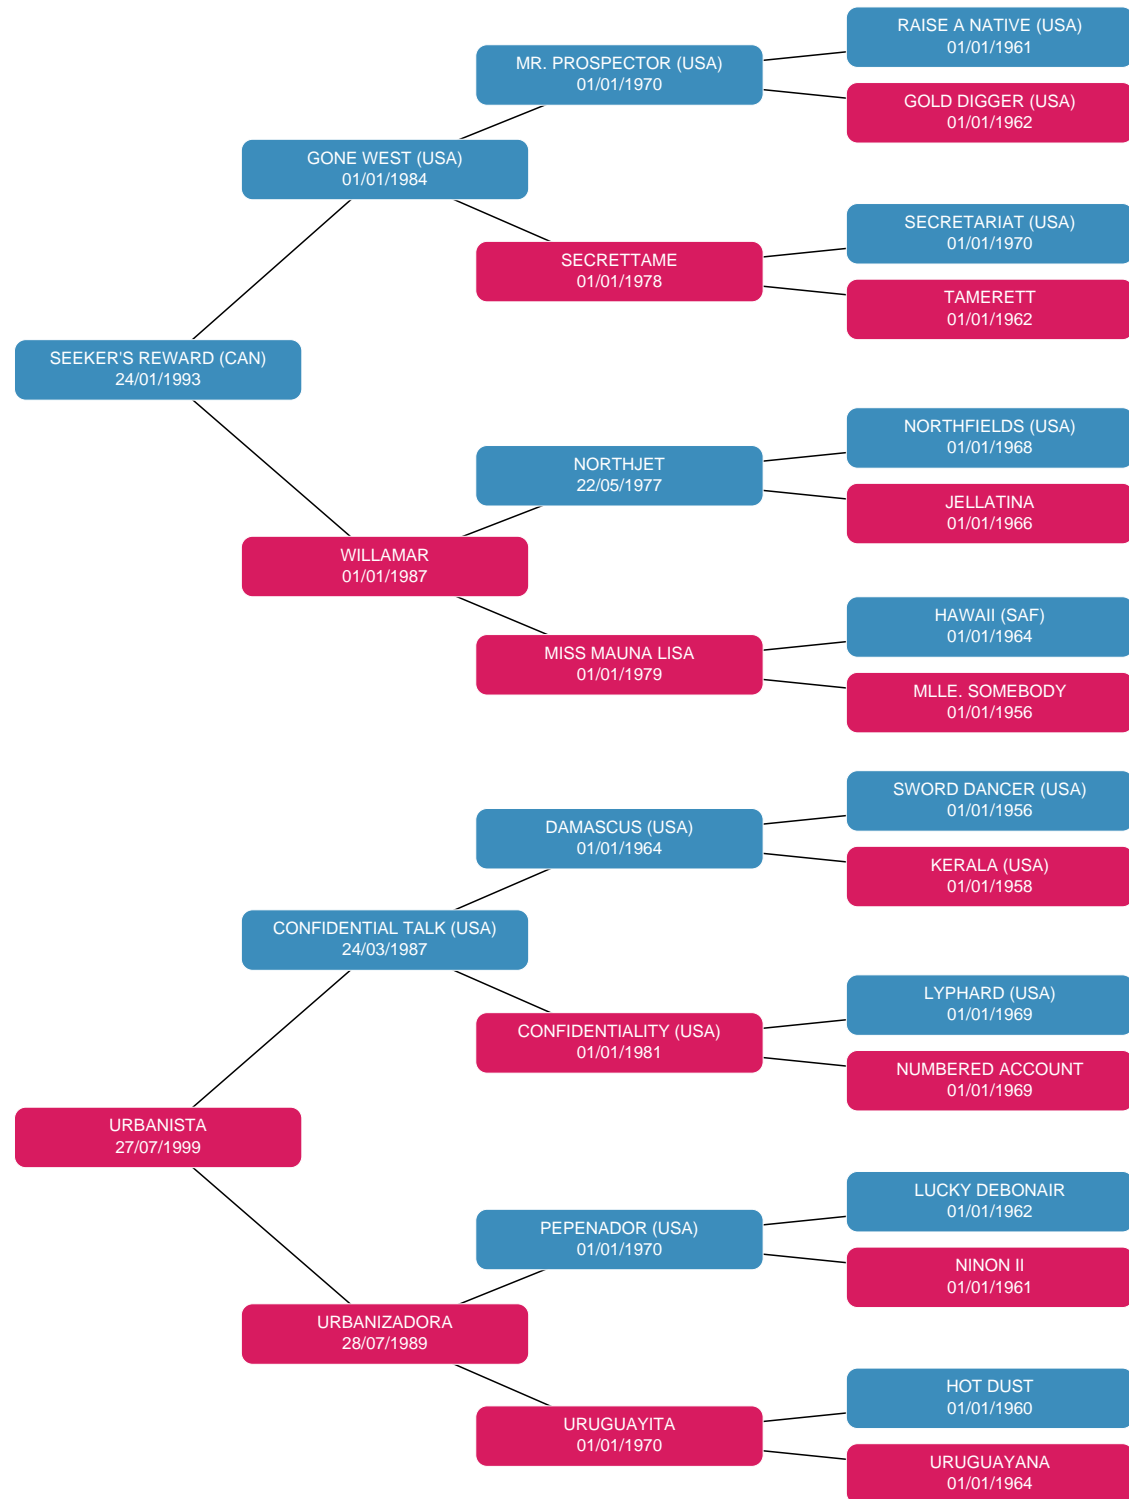 RAISE A NATIVE (USA)
01/01/1961
MR. PROSPECTOR (USA)
01/01/1970
GOLD DIGGER (USA)
01/01/1962
GONE WEST (USA)
01/01/1984
SECRETARIAT (USA)
01/01/1970
SECRETTAME
01/01/1978
TAMERETT
01/01/1962
SEEKER'S REWARD (CAN)
24/01/1993
NORTHFIELDS (USA)
01/01/1968
NORTHJET
22/05/1977
JELLATINA
01/01/1966
WILLAMAR
01/01/1987
HAWAII (SAF)
01/01/1964
MISS MAUNA LISA
01/01/1979
MLLE. SOMEBODY
01/01/1956
SWORD DANCER (USA)
01/01/1956
DAMASCUS (USA)
01/01/1964
KERALA (USA)
01/01/1958
CONFIDENTIAL TALK (USA)
24/03/1987
LYPHARD (USA)
01/01/1969
CONFIDENTIALITY (USA)
01/01/1981
NUMBERED ACCOUNT
01/01/1969
URBANISTA
27/07/1999
LUCKY DEBONAIR
01/01/1962
PEPENADOR (USA)
01/01/1970
NINON II
01/01/1961
URBANIZADORA
28/07/1989
HOT DUST
01/01/1960
URUGUAYITA
01/01/1970
URUGUAYANA
01/01/1964